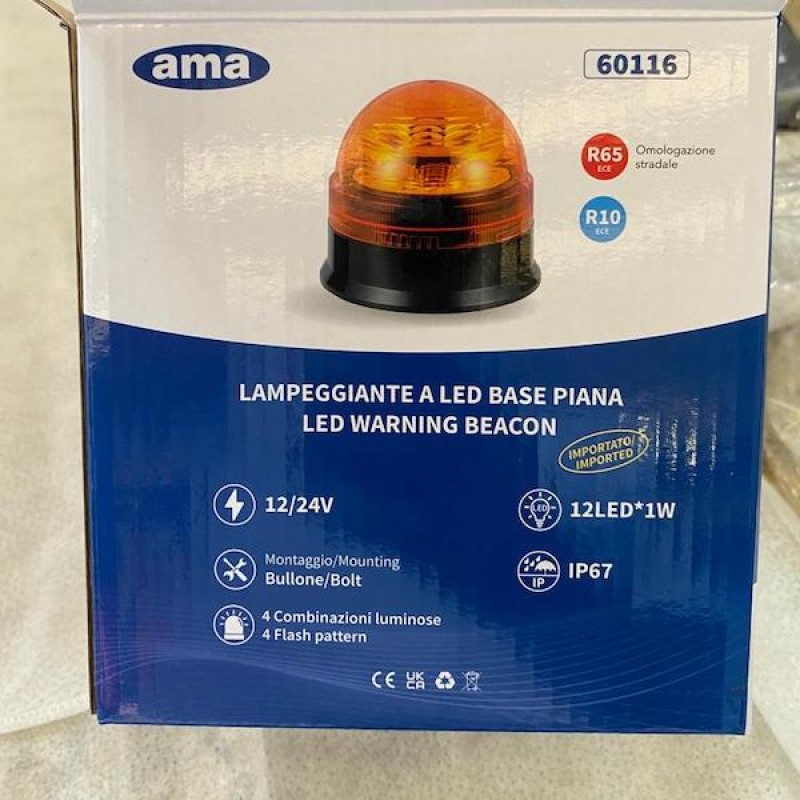 ama
60116
R65
ECE
Omologazione
stradale
R10
ECE
LAMPEGGIANTE A LED BASE PIANA
LED WARNING BEACON
IMPORTATO/
IMPORTED
12/24V
LED
12LED*1W
Montaggio/Mounting
Bullone/Bolt
IP
IP67
4 Combinazioni luminose
4 Flash pattern
CE
UK
CA